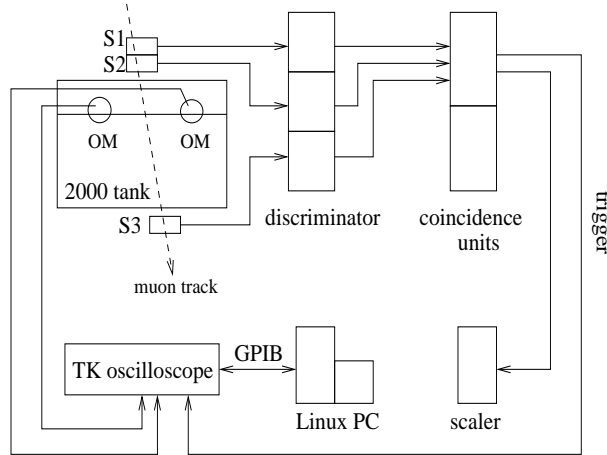 S1
S2
OM
OM
2000 tank
S3
muon track
discriminator
coincidence
units
trigger
TK oscilloscope
GPIB
Linux PC
scaler